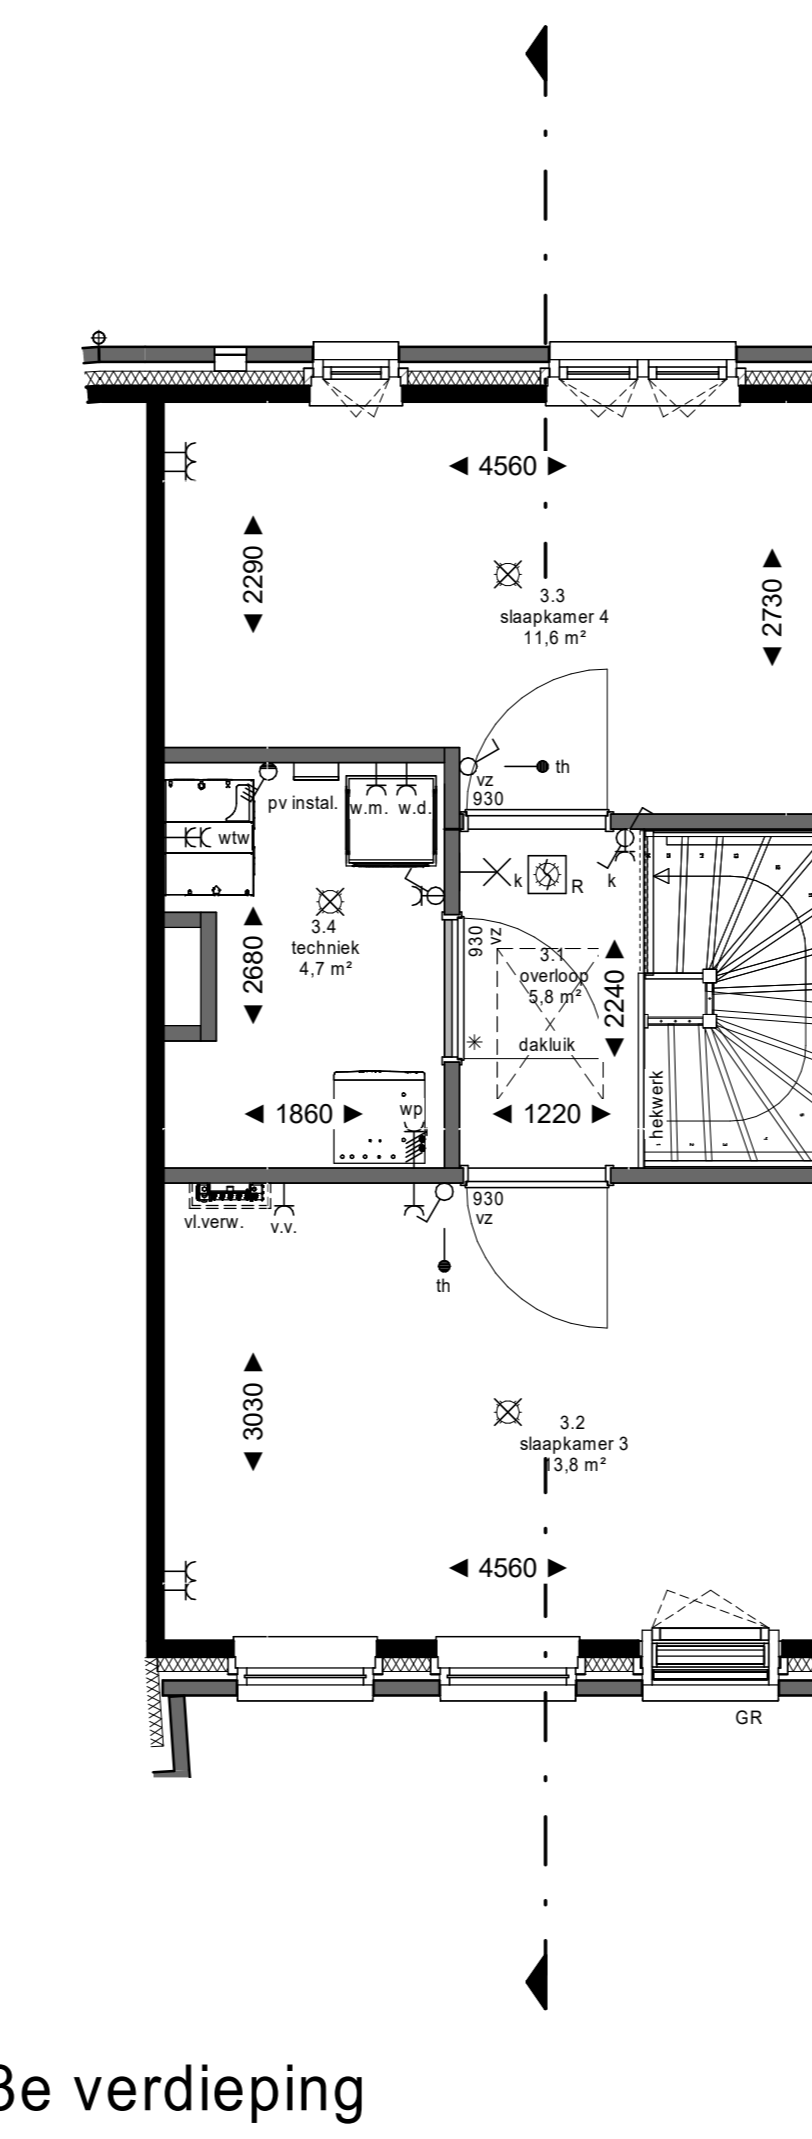 4560
2290
2730
3.3
slaapkamer 4
11,6 m²
th
vz
930
pv instal.
w.m.
w.d.
wtw
k
R
k
3.4
techniek
4,7 m²
2680
930
vz
3.1
overloop
5,8 m²
2240
dakluik
1860
wp
1220
hekwerk
vl.verw.
v.v.
930
vz
th
3030
3.2
slaapkamer 3
13,8 m²
4560
GR
3e verdieping